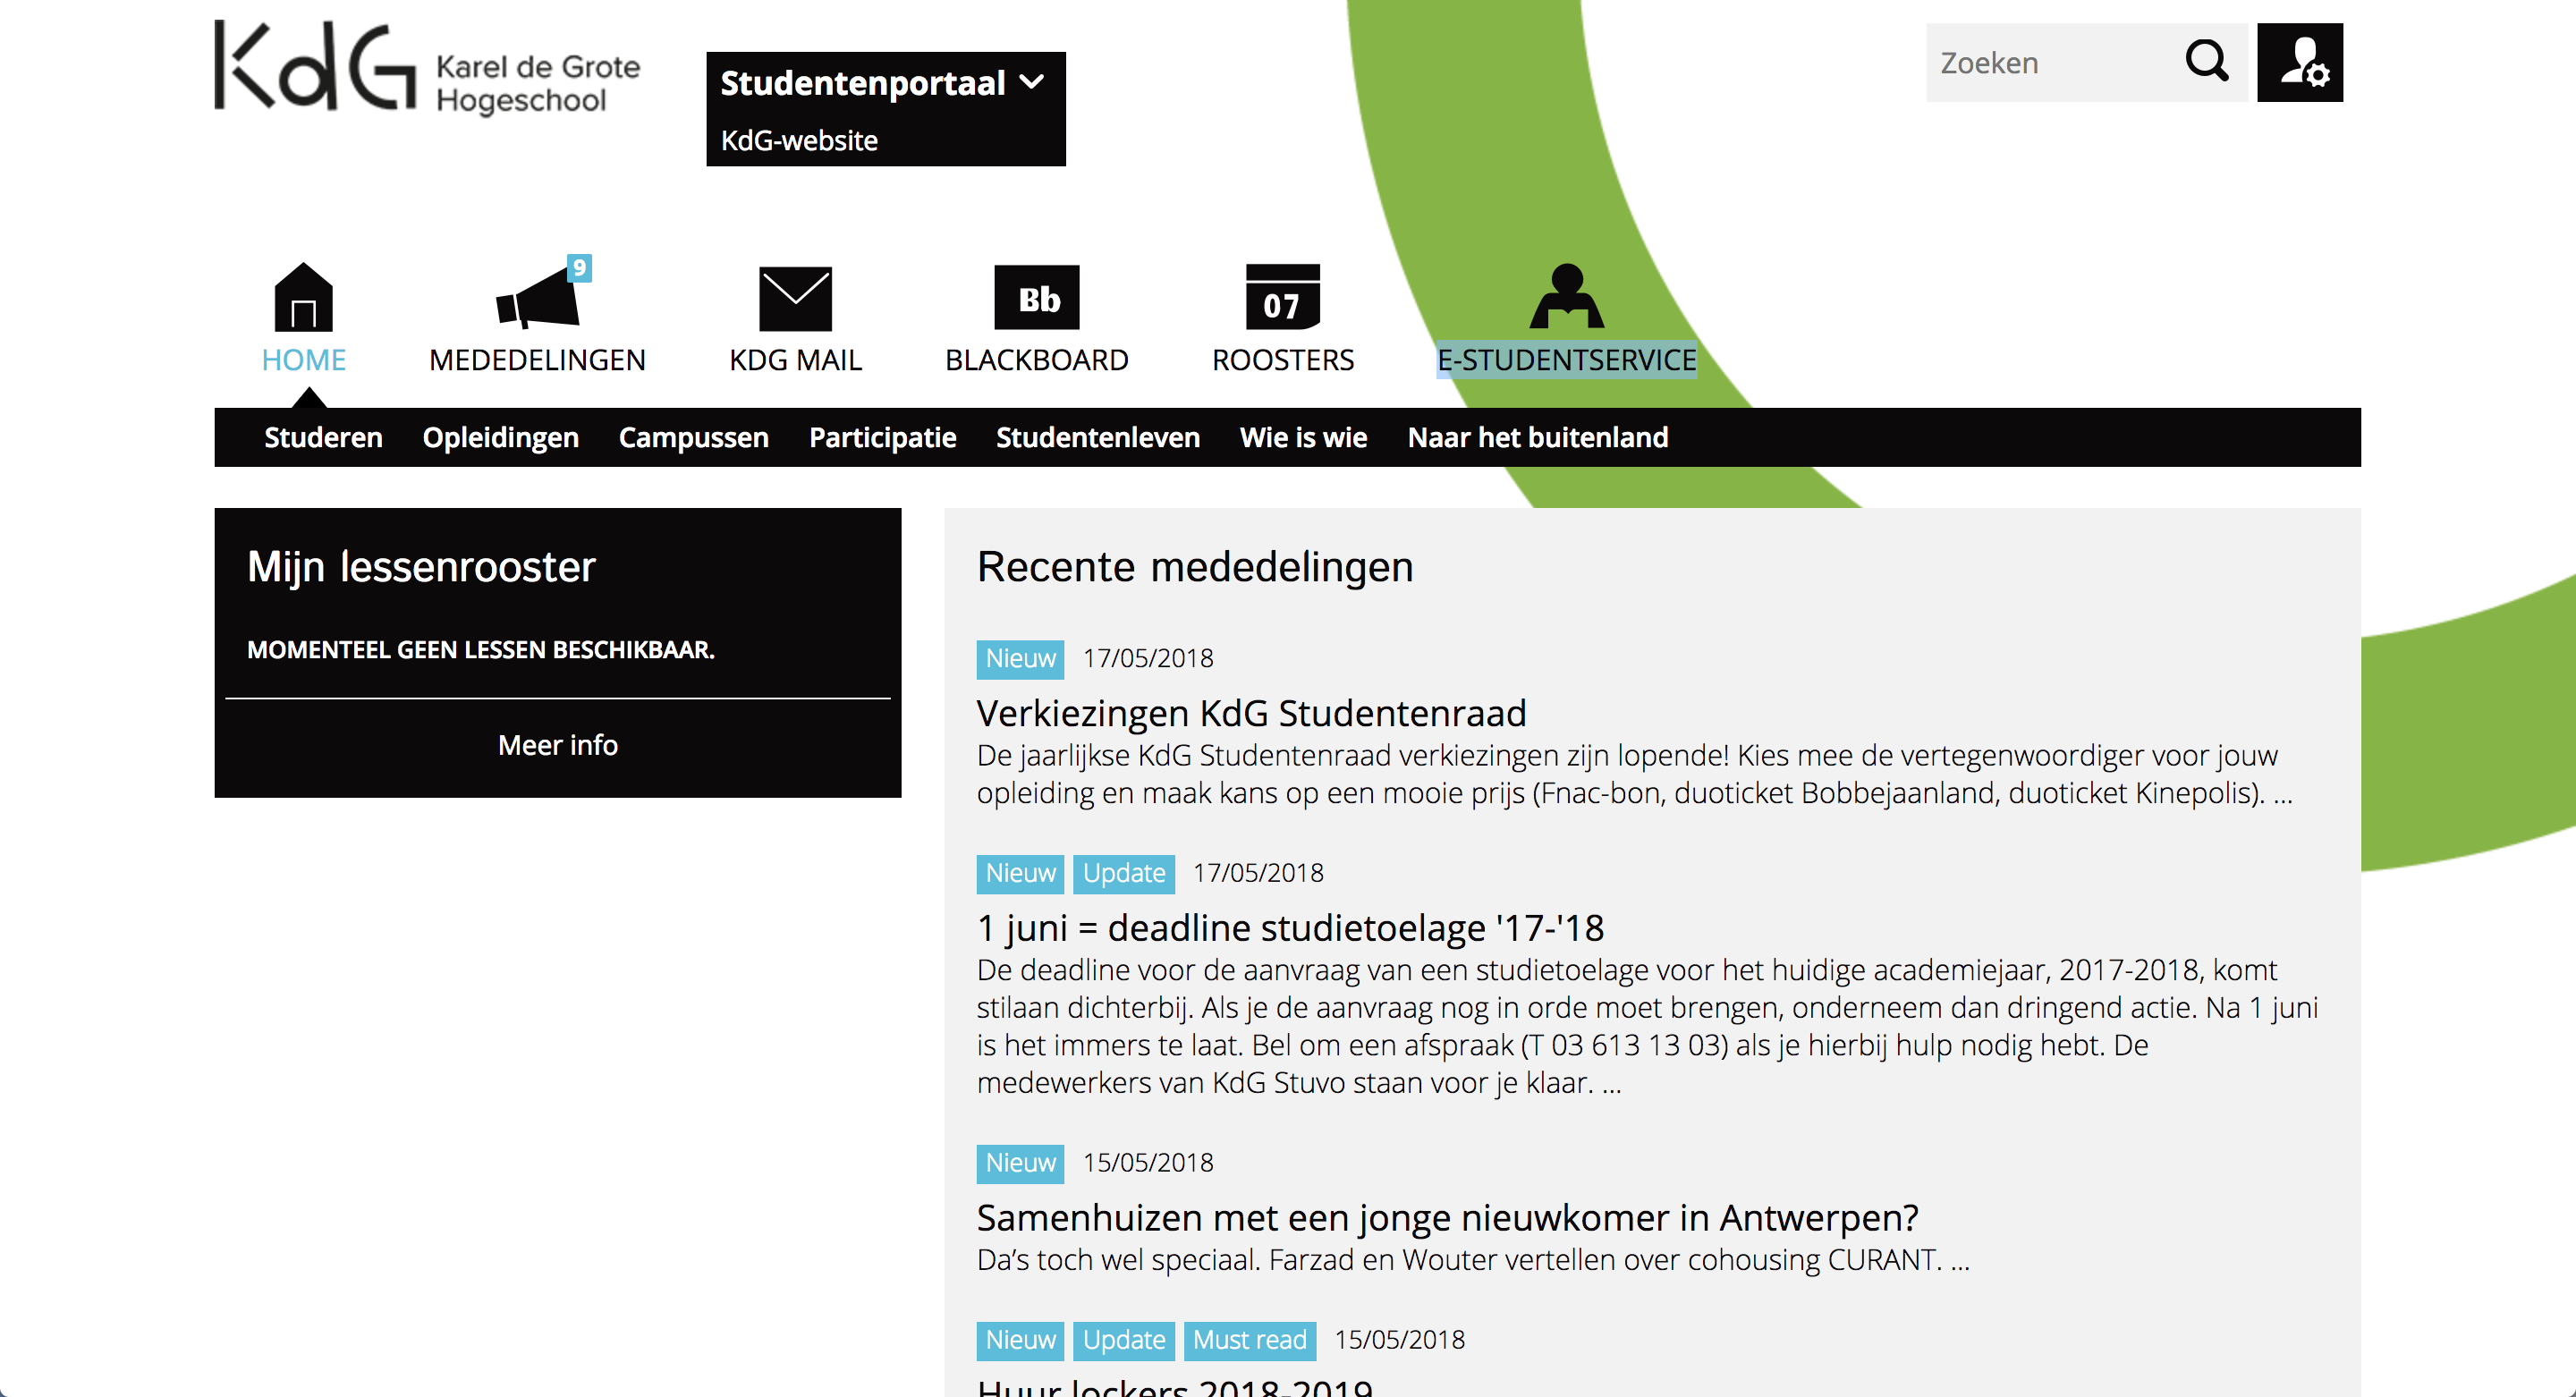 KdG Karel de Grote
Hogeschool
Studentenportaal
KdG-website
Zoeken
9
Bb
07
HOME
MEDEDELINGEN
KDG MAIL
BLACKBOARD
ROOSTERS
E-STUDENTSERVICE
Studeren Opleidingen Campussen Participatie Studentenleven Wie is wie Naar het buitenland
Mijn lessenrooster
MOMENTEEL GEEN LESSEN BESCHIKBAAR.
Meer info
Recente mededelingen
Nieuw 17/05/2018
Verkiezingen KdG Studentenraad
De jaarlijkse KdG Studentenraad verkiezingen zijn lopende! Kies mee de vertegenwoordiger voor jouw
opleiding en maak kans op een mooie prijs (Fnac-bon, duoticket Bobbejaanland, duoticket Kinepolis). ...
Nieuw Update 17/05/2018
1 juni = deadline studietoelage '17-'18
De deadline voor de aanvraag van een studietoelage voor het huidige academiejaar, 2017-2018, komt
stilaan dichterbij. Als je de aanvraag nog in orde moet brengen, onderneem dan dringend actie. Na 1 juni
is het immers te laat. Bel om een afspraak (T 03 613 13 03) als je hierbij hulp nodig hebt. De
medewerkers van KdG Stuvo staan voor je klaar. ...
Nieuw 15/05/2018
Samenhuizen met een jonge nieuwkomer in Antwerpen?
Da’s toch wel speciaal. Farzad en Wouter vertellen over cohousing CURANT. ...
Nieuw Update Must read 15/05/2018
Huur lockers 2018-2019